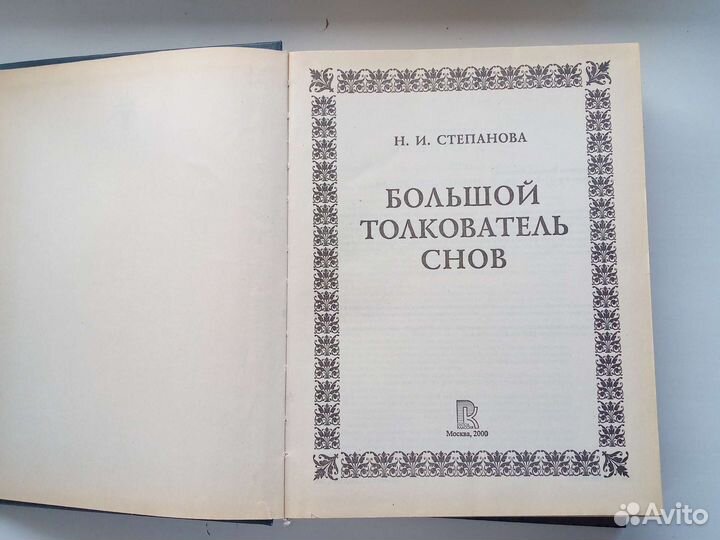 Н. И. СТЕПАНОВА
БОЛЬШОЙ
ТОЛКОВАТЕЛЬ
СНОВ
Москва, 2000
Avito